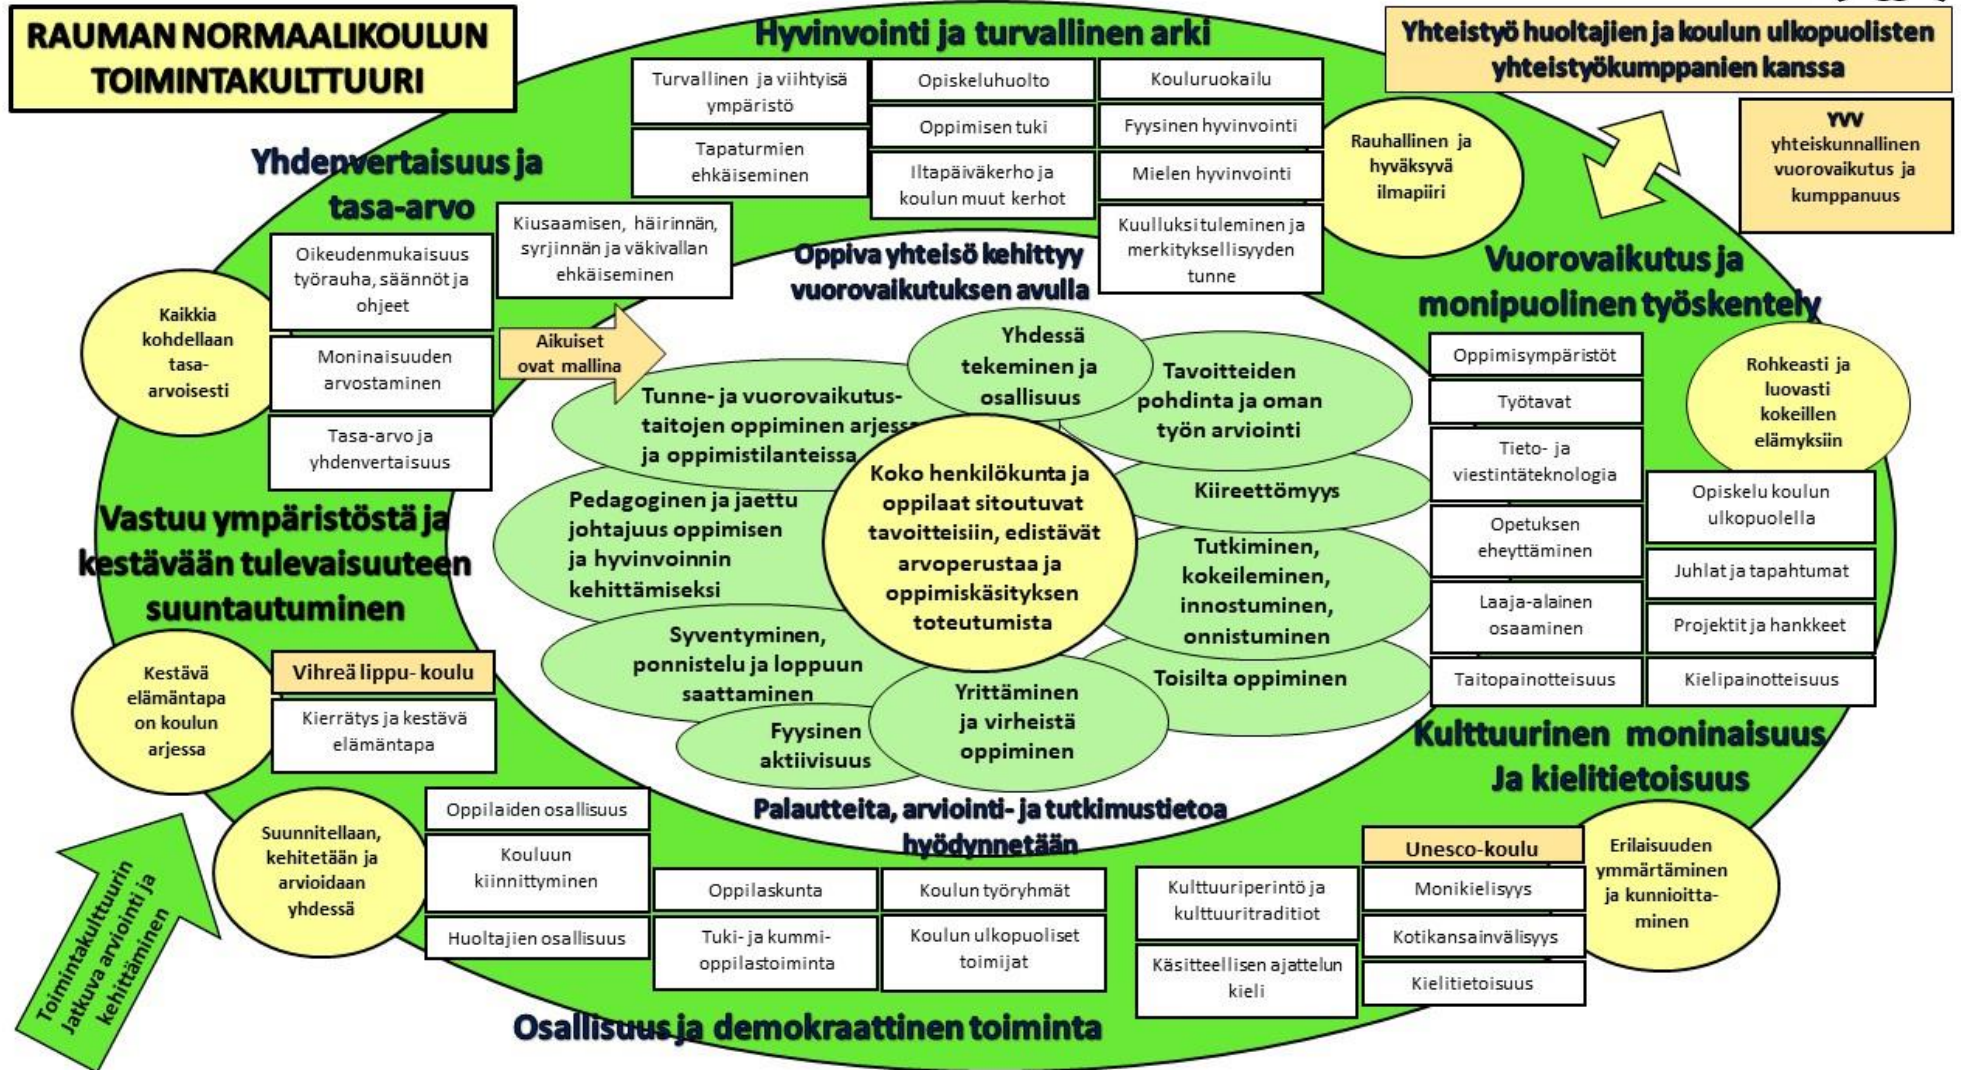 RAUMAN NORMAALIKOULUN
TOIMINTAKULTTUURI
Hyvinvointi ja turvallinen arki
Yhteistyö huoltajien ja koulun ulkopuolisten
yhteistyökumppanien kanssa
YVV
yhteiskunnallinen
vuorovaikutus ja
kumppanuus
Turvallinen ja viihtyisä
ympäristö
Tapaturmien
ehkäiseminen
Opiskeluhuolto
Oppimisen tuki
Iltapäiväkerho ja
koulun muut kerhot
Kouluruokailu
Fyysinen hyvinvointi
Mielen hyvinvointi
Kuulluksi tuleminen ja
merkityksellisyyden
tunne
Rauhallinen ja
hyväksyvä
ilmapiiri
Yhdenvertaisuus ja
tasa-arvo
Kiusaamisen, häirinnän,
syrjinnän ja väkivallan
ehkäiseminen
Oikeudenmukaisuus
työrauha, säännöt ja
ohjeet
Moninaisuuden
arvostaminen
Tasa-arvo ja
yhdenvertaisuus
Kaikkia
kohdellaan
tasa-
arvoisesti
Aikuiset
ovat mallina
Oppiva yhteisö kehittyy
vuorovaikutuksen avulla
Yhdessä
tekeminen ja
osallisuus
Tavoitteiden
pohdinta ja oman
työn arviointi
Tunne- ja vuorovaikutus-
taitojen oppiminen arjessa
ja oppimistilanteissa
Kiireettömyys
Pedagoginen ja jaettu
johtajuus oppimisen
ja hyvinvoinnin
kehittämiseksi
Koko henkilökunta ja
oppilaat sitoutuvat
tavoitteisiin, edistävät
arvoperustaa ja
oppimiskäsityksen
toteutumista
Tutkiminen,
kokeileminen,
innostuminen,
onnistuminen
Syventyminen,
ponnistelu ja loppuun
saattaminen
Toisilta oppiminen
Fyysinen
aktiivisuus
Yrittäminen
ja virheistä
oppiminen
Palautteita, arviointi- ja tutkimustietoa
hyödynnetään
Vuorovaikutus ja
monipuolinen työskentely
Oppimisympäristöt
Työtavat
Tieto- ja
viestintäteknologia
Opetuksen
eheyttäminen
Laaja-alainen
osaaminen
Taitopainotteisuus
Rohkeasti ja
luovasti
kokeillen
elämyksiin
Opiskelu koulun
ulkopuolella
Juhlat ja tapahtumat
Projektit ja hankkeet
Kielipainotteisuus
Vastuu ympäristöstä ja
kestävään tulevaisuuteen
suuntautuminen
Kestävä
elämäntapa
on koulun
arjessa
Vihreä lippu- koulu
Kierrätys ja kestävä
elämäntapa
Kulttuurinen moninaisuus
Ja kielitietoisuus
Unesco-koulu
Monikielisyys
Kotikansainvälisyys
Kielitietoisuus
Kulttuuriperintö ja
kulttuuritraditiot
Käsitteellisen ajattelun
kieli
Erilaisuuden
ymmärtäminen
ja kunnioitta-
minen
Suunnitellaan,
kehitetään ja
arvioidaan
yhdessä
Oppilaiden osallisuus
Kouluun
kiinnittyminen
Huoltajien osallisuus
Oppilaskunta
Tuki- ja kummi-
oppilastoiminta
Koulun työryhmät
Koulun ulkopuoliset
toimijat
Osallisuus ja demokraattinen toiminta
Toimintakulttuurin
Jatkuva arviointi ja
kehittäminen